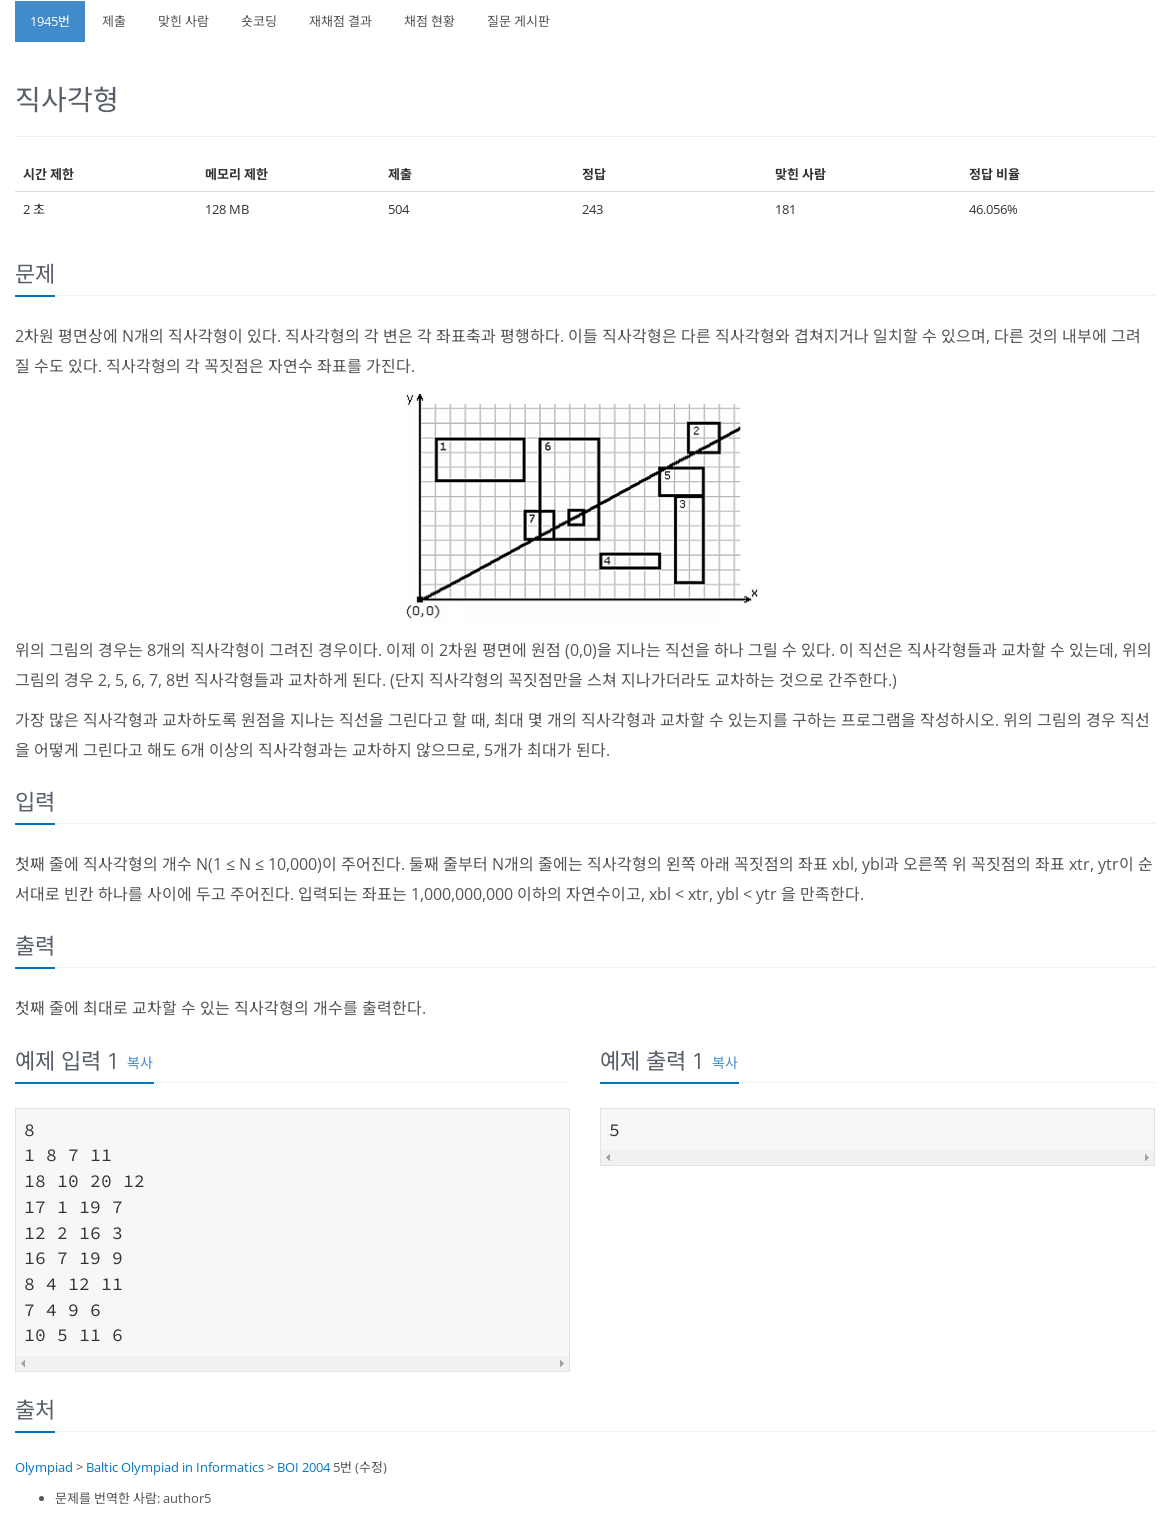 1945번 제출 맞힌 사람 숏코딩 재채점 결과 채점 현황 질문 게시판
직사각형
시간 제한 메모리 제한 제출 정답 맞힌 사람 정답 비율
2 초 128 MB 504 243 181 46.056%
문제
2차원 평면상에 N개의 직사각형이 있다. 직사각형의 각 변은 각 좌표축과 평행하다. 이들 직사각형은 다른 직사각형와 겹쳐지거나 일치할 수 있으며, 다른 것의 내부에 그려
질 수도 있다. 직사각형의 각 꼭짓점은 자연수 좌표를 가진다.
y
1 6 2
5
7 3
4
x
(0,0)
위의 그림의 경우는 8개의 직사각형이 그려진 경우이다. 이제 이 2차원 평면에 원점 (0,0)을 지나는 직선을 하나 그릴 수 있다. 이 직선은 직사각형들과 교차할 수 있는데, 위의
그림의 경우 2, 5, 6, 7, 8번 직사각형들과 교차하게 된다. (단지 직사각형의 꼭짓점만을 스쳐 지나가더라도 교차하는 것으로 간주한다.)
가장 많은 직사각형과 교차하도록 원점을 지나는 직선을 그린다고 할 때, 최대 몇 개의 직사각형과 교차할 수 있는지를 구하는 프로그램을 작성하시오. 위의 그림의 경우 직선
을 어떻게 그린다고 해도 6개 이상의 직사각형과는 교차하지 않으므로, 5개가 최대가 된다.
입력
첫째 줄에 직사각형의 개수 N(1 ≤ N ≤ 10,000)이 주어진다. 둘째 줄부터 N개의 줄에는 직사각형의 왼쪽 아래 꼭짓점의 좌표 xbl, ybl과 오른쪽 위 꼭짓점의 좌표 xtr, ytr이 순
서대로 빈칸 하나를 사이에 두고 주어진다. 입력되는 좌표는 1,000,000,000 이하의 자연수이고, xbl < xtr, ybl < ytr 을 만족한다.
출력
첫째 줄에 최대로 교차할 수 있는 직사각형의 개수를 출력한다.
예제 입력 1 복사
8
1 8 7 11
18 10 20 12
17 1 19 7
12 2 16 3
16 7 19 9
8 4 12 11
7 4 9 6
10 5 11 6
예제 출력 1 복사
5
출처
Olympiad > Baltic Olympiad in Informatics > BOI 2004 5번 (수정)
• 문제를 번역한 사람: author5